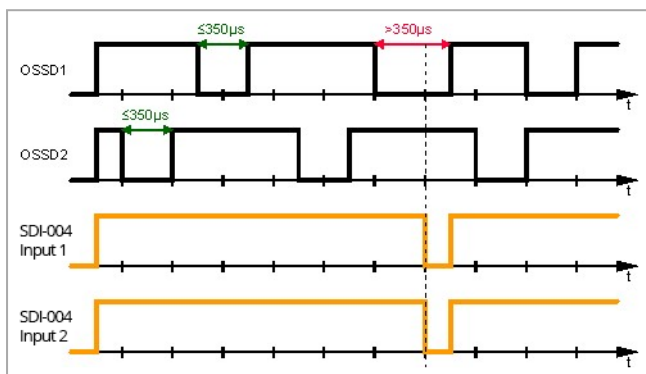 ≤350µs
>350µs
OSSD1
t
≤350µs
OSSD2
t
SDI-004
Input 1
t
SDI-004
Input 2
t